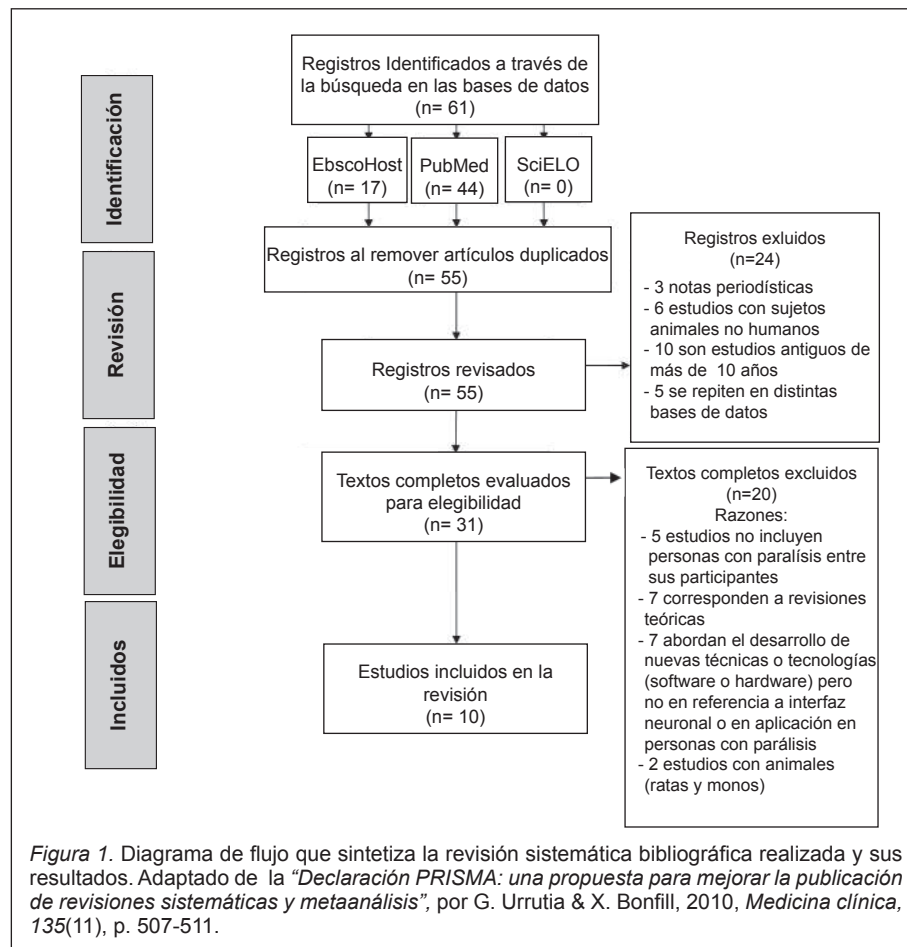 Registros Identificados a través de
la búsqueda en las bases de datos
(n= 61)
Identificación
EbscoHost
(n= 17)
PubMed
(n= 44)
SciELO
(n= 0)
Registros al remover artículos duplicados
(n= 55)
Registros exluidos
(n=24)
- 3 notas periodísticas
- 6 estudios con sujetos
animales no humanos
- 10 son estudios antiguos de
más de 10 años
- 5 se repiten en distintas
bases de datos
Revisión
Registros revisados
(n= 55)
Elegibilidad
Textos completos evaluados
para elegibilidad
(n= 31)
Textos completos excluidos
(n=20)
Razones:
- 5 estudios no incluyen
personas con paralísis entre
sus participantes
- 7 corresponden a revisiones
teóricas
- 7 abordan el desarrollo de
nuevas técnicas o tecnologías
(software o hardware) pero
no en referencia a interfaz
neuronal o en aplicación en
personas con parálisis
- 2 estudios con animales
(ratas y monos)
Incluidos
Estudios incluidos en la
revisión
(n= 10)
Figura 1. Diagrama de flujo que sintetiza la revisión sistemática bibliográfica realizada y sus
resultados. Adaptado de la “Declaración PRISMA: una propuesta para mejorar la publicación
de revisiones sistemáticas y metaanálisis”, por G. Urrutia & X. Bonfill, 2010, Medicina clínica,
135(11), p. 507-511.